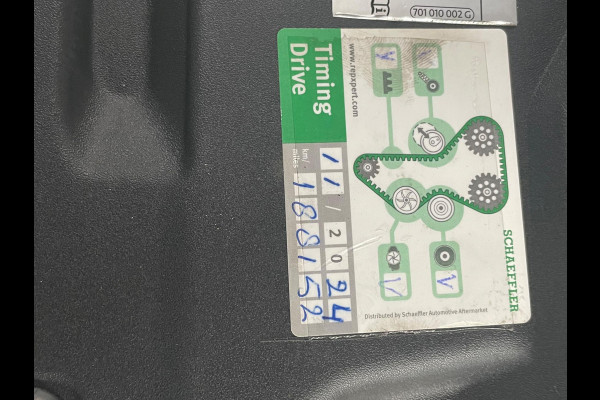 701 010 002 G
Timing
Drive
www.repxpert.com
11 / 2024
km/
miles
188152
V
V
V
SCHAEFFLER
Distributed by Schaeffler Automotive Aftermarket